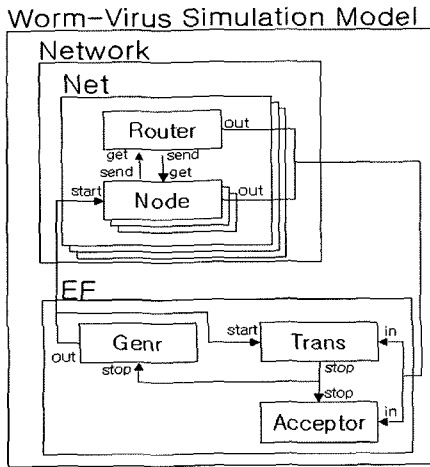 Worm-Virus Simulation Model
Network
Net
Router
out
get
send
send
get
start
Node
out
EF
Genr
start
Trans
in
out
stop
stop
stop
in
Acceptor